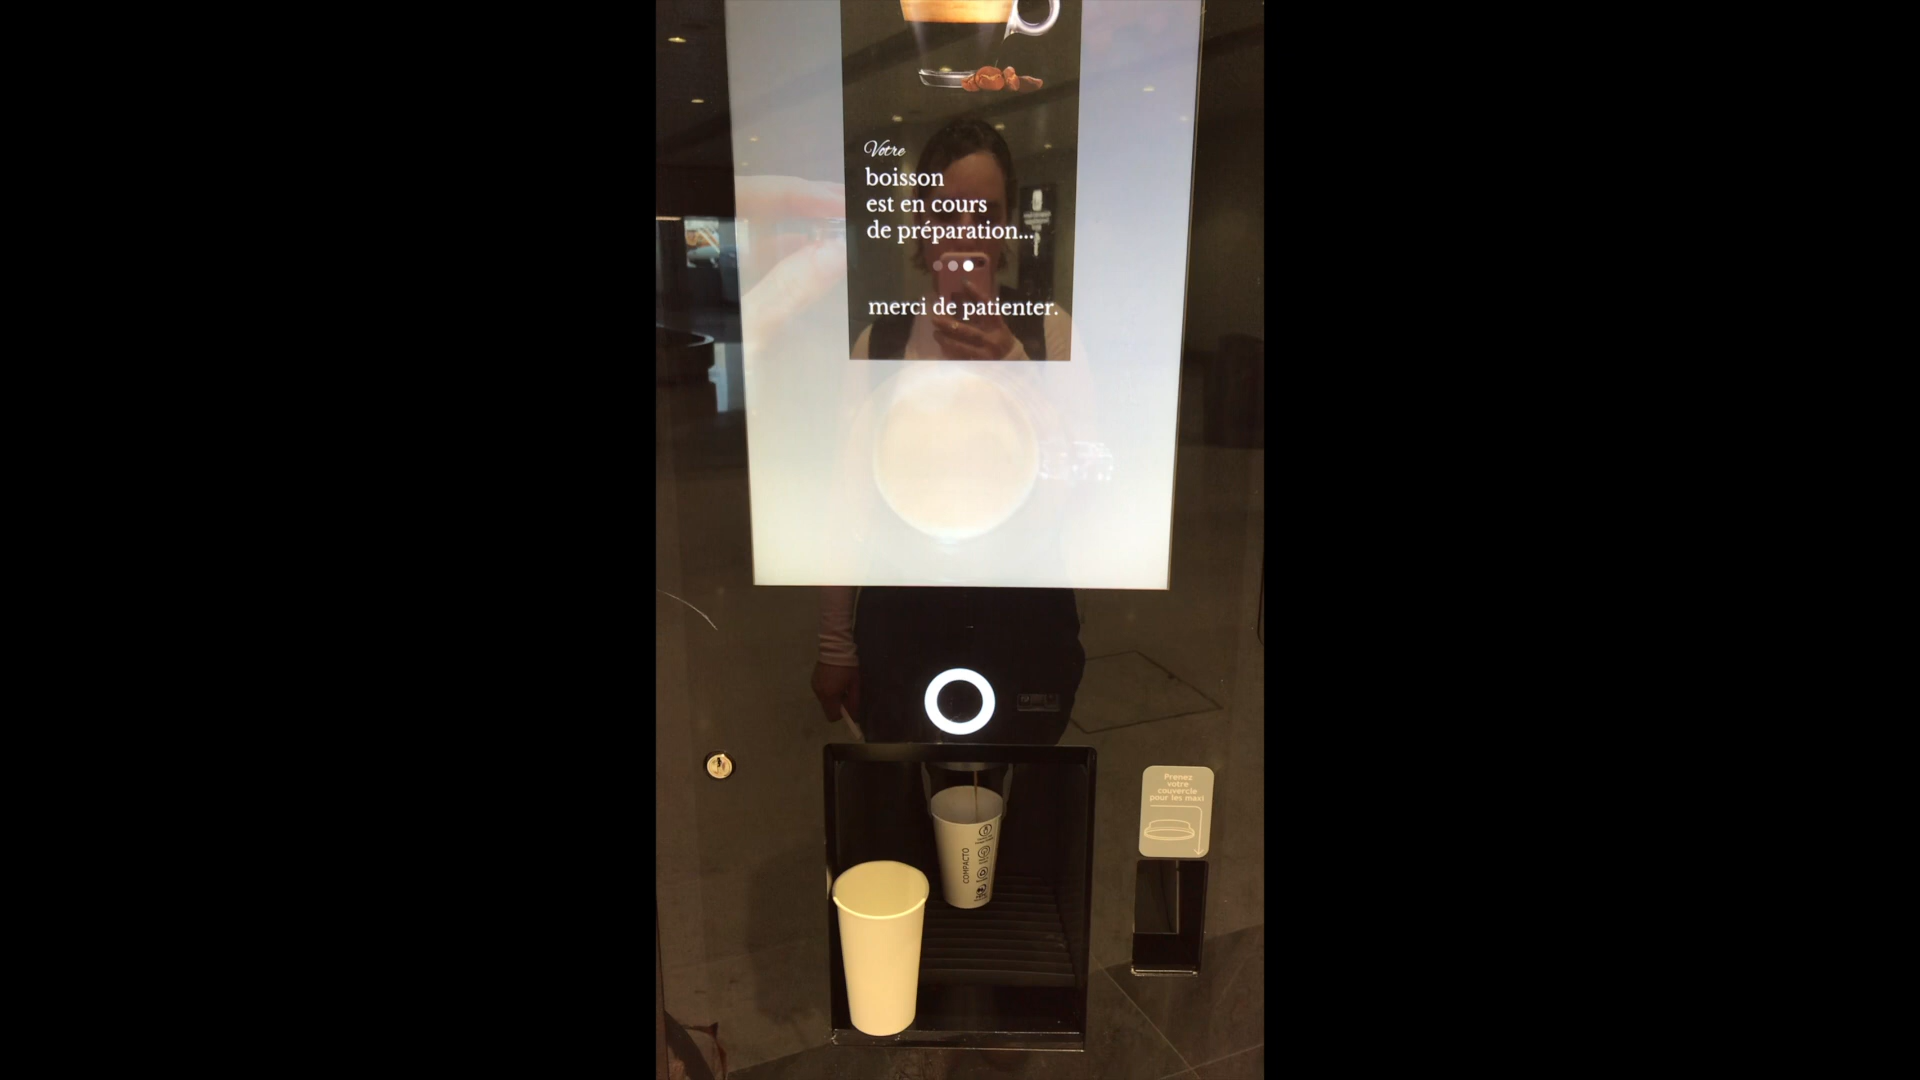 Votre
boisson
est en cours
de préparation...
merci de patienter.
Prenez
votre
couvercle
pour les maxi
COMPACTO